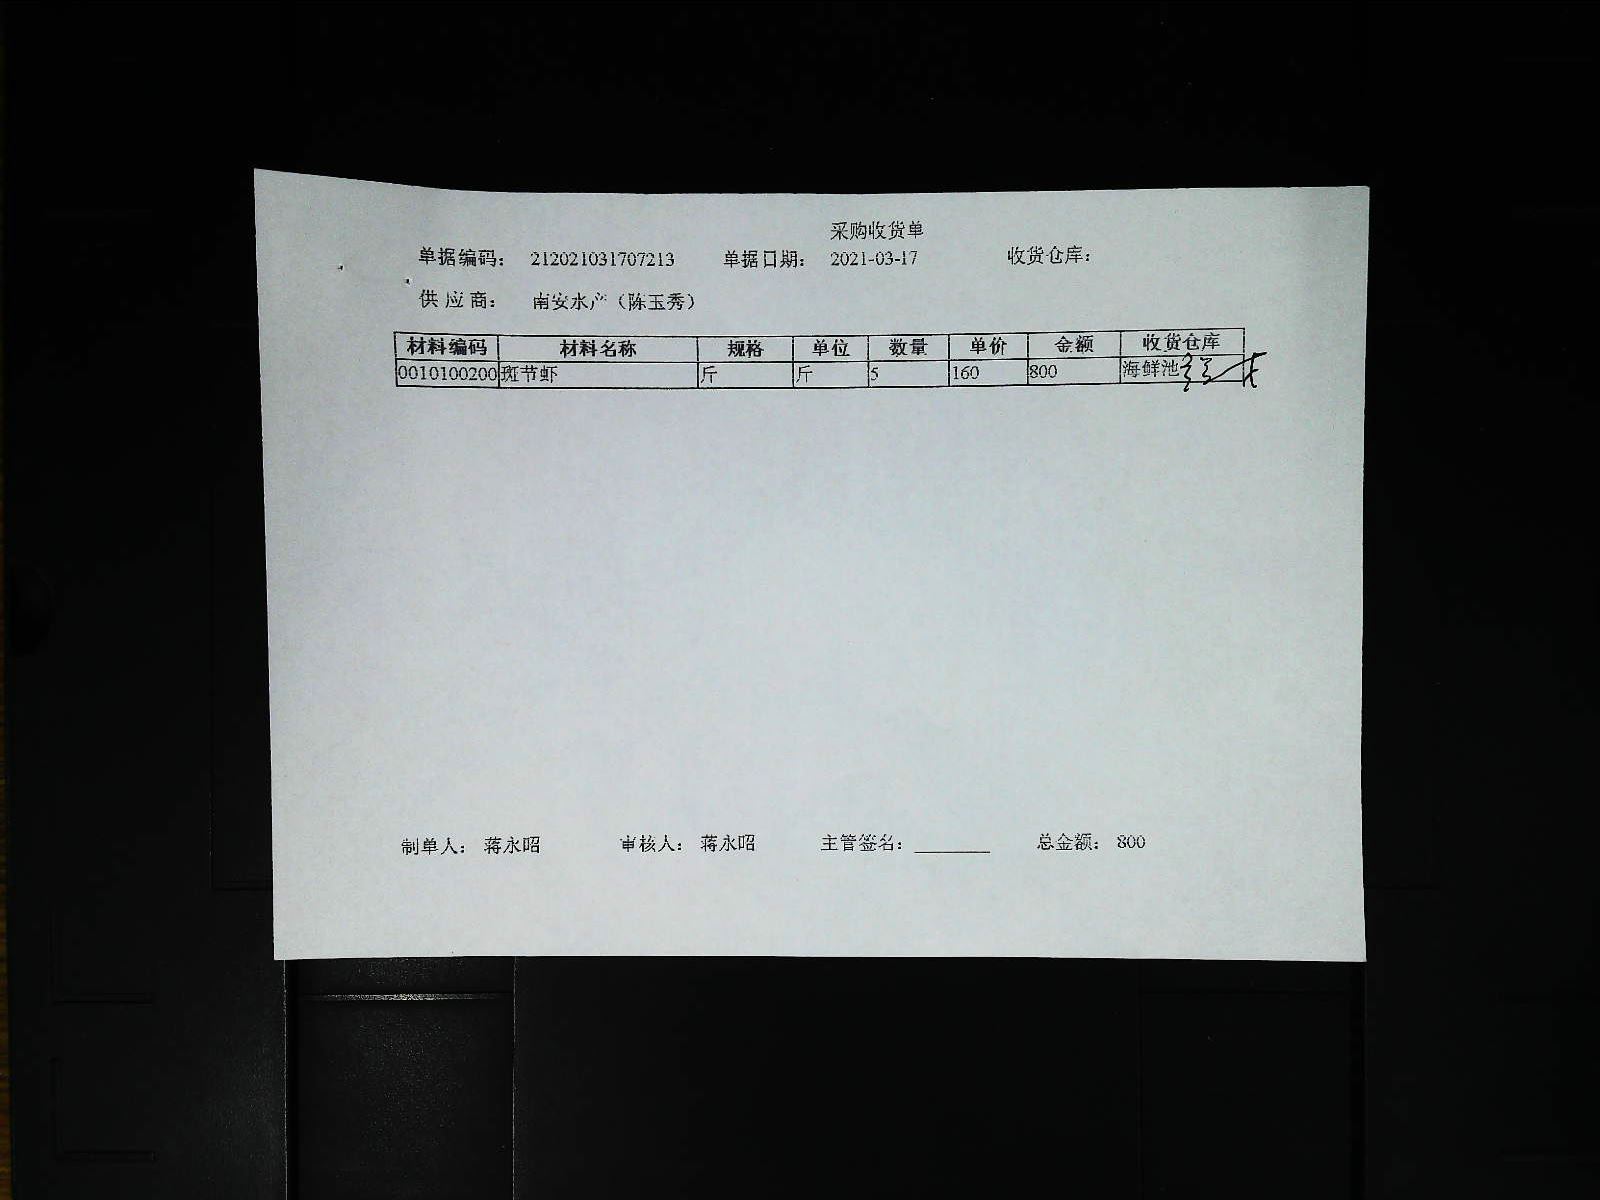 采购收货单
单据编码： 212021031707213 单据日期： 2021-03-17 收货仓库：
供应商： 南安水产（陈玉秀）
材料编码 材料名称 规格 单位 数量 单价 金额 收货仓库
0010100200 斑节虾 斤 斤 5 160 800 海鲜池
制单人： 蒋永昭 审核人： 蒋永昭 主管签名：________ 总金额： 800